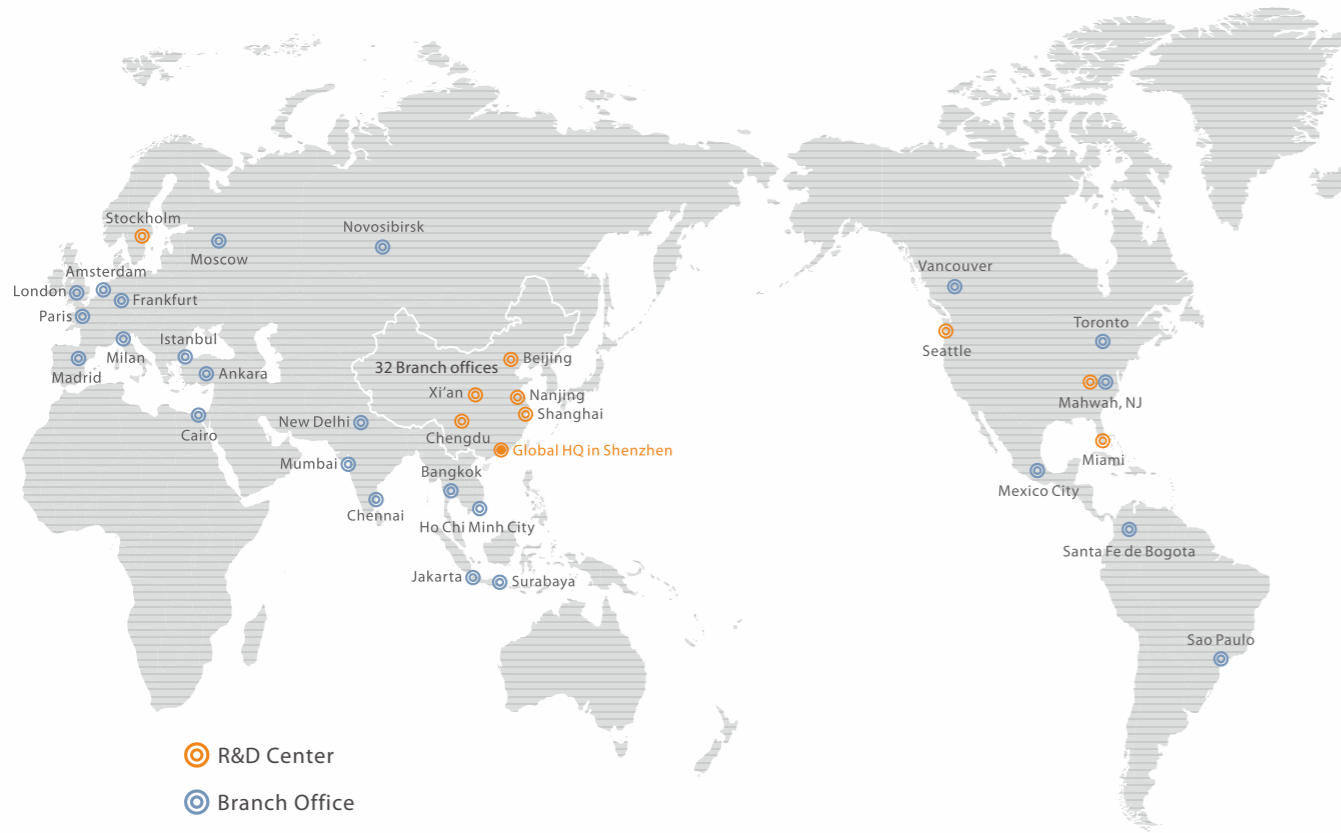 Stockholm
Novosibirsk
Moscow
Vancouver
Amsterdam
London
Frankfurt
Paris
Toronto
Istanbul
Seattle
Milan
Beijing
32 Branch offices
Madrid
Ankara
Xi'an
Nanjing
Mahwah, NJ
Shanghai
New Delhi
Cairo
Chengdu
Global HQ in Shenzhen
Miami
Mumbai
Bangkok
Mexico City
Chennai
Ho Chi Minh City
Santa Fe de Bogota
Jakarta
Surabaya
Sao Paulo
R&D Center
Branch Office